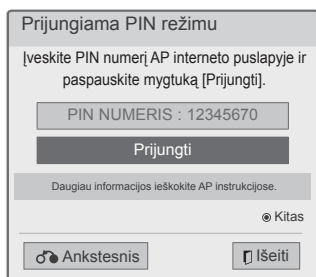 Prijungiama PIN režimu
Įveskite PIN numerį AP interneto puslapyje ir
paspauskite mygtuką [Prijungti].
PIN NUMERIS : 12345670
Prijungti
Daugiau informacijos ieškokite AP instrukcijose.
Kitas
Ankstesnis
Išeiti